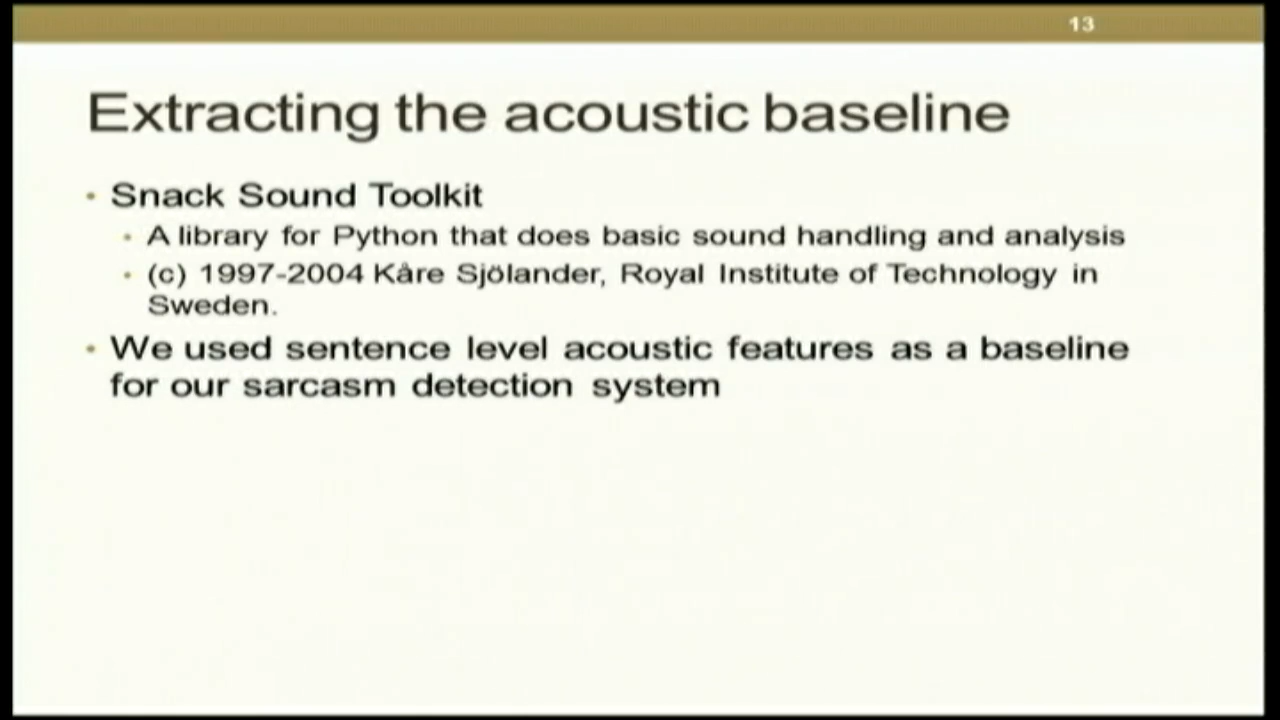 13
Extracting the acoustic baseline
• Snack Sound Toolkit
• A library for Python that does basic sound handling and analysis
• (c) 1997-2004 Kåre Sjölander, Royal Institute of Technology in
Sweden.
• We used sentence level acoustic features as a baseline
for our sarcasm detection system